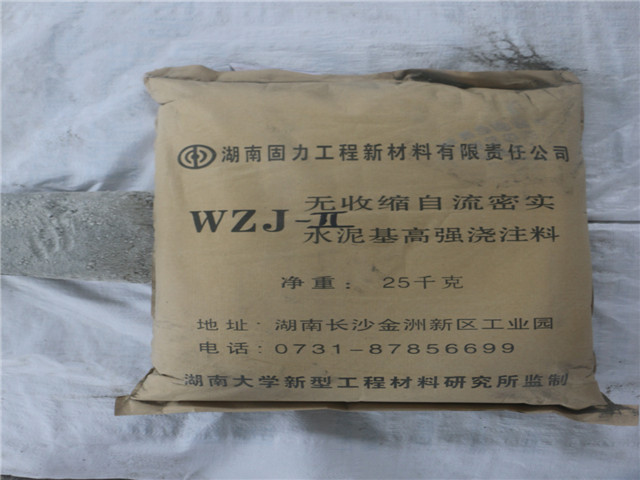 湖南固力工程新材料有限责任公司
WZJ-Ⅱ
无收缩自流密实
水泥基高强浇注料
净重：25千克
地址：湖南长沙金洲新区工业园
电话：0731-87856699
湖南大学新型工程材料研究所监制